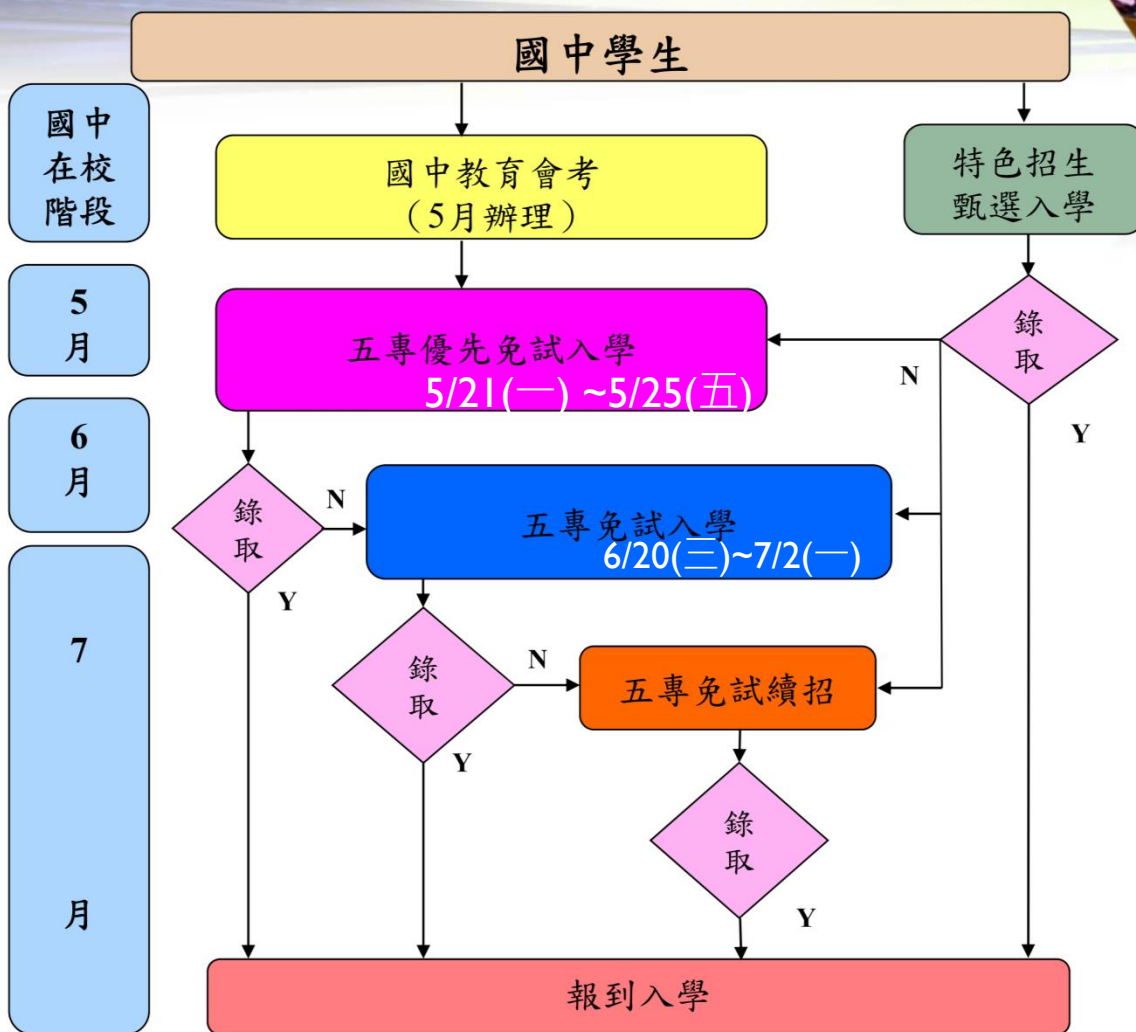 國中學生
國中
在校
階段
國中教育會考
（5月辦理）
特色招生
甄選入學
5
月
五專優先免試入學
5/21(一) ~5/25(五)
錄
取
N
Y
6
月
錄
取
N
Y
五專免試入學
6/20(三)~7/2(一)
7
月
錄
取
N
Y
五專免試續招
錄
取
Y
報到入學